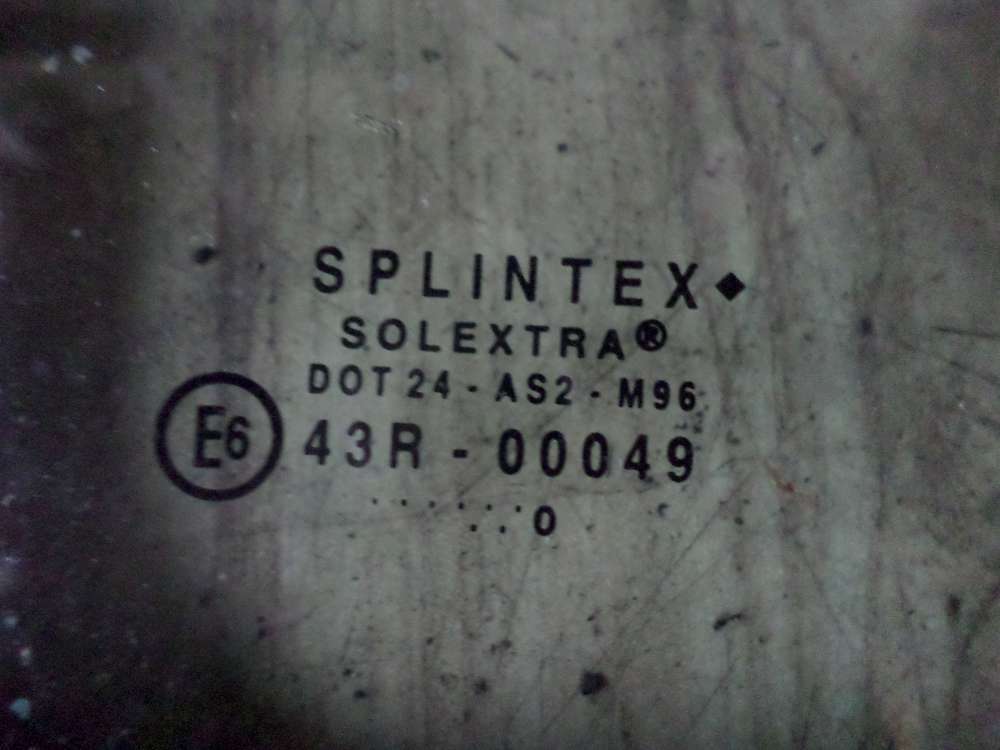 SPLINTEX◆
SOLEXTRA®
DOT 24 - AS2 - M96
E6 43R - 00049
. . . . : : . 0